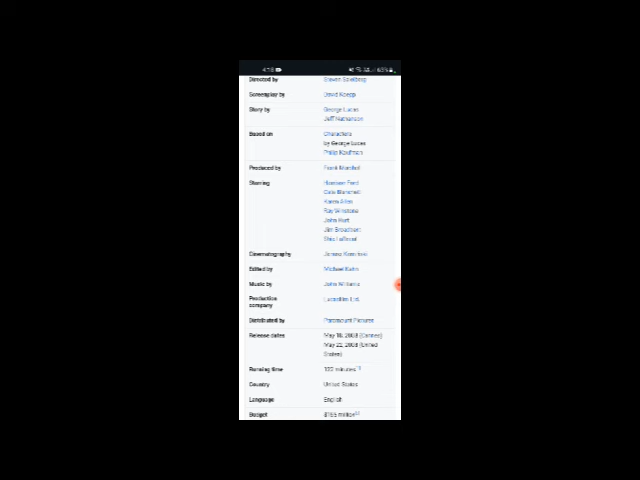 Directed by Steven Spielberg
Screenplay by David Koepp
Story by George Lucas
Jeff Nathanson
Based on Characters
by George Lucas
Philip Kaufman
Produced by Frank Marshall
Starring Harrison Ford
Cate Blanchett
Karen Allen
Ray Winstone
John Hurt
Jim Broadbent
Shia LaBeouf
Cinematography Janusz Kaminski
Edited by Michael Kahn
Music by John Williams
Production
company
Lucasfilm Ltd.
Distributed by Paramount Pictures
Release dates May 18, 2008 (Cannes)
May 22, 2008 (United
States)
Running time 122 minutes
Country United States
Language English
Budget